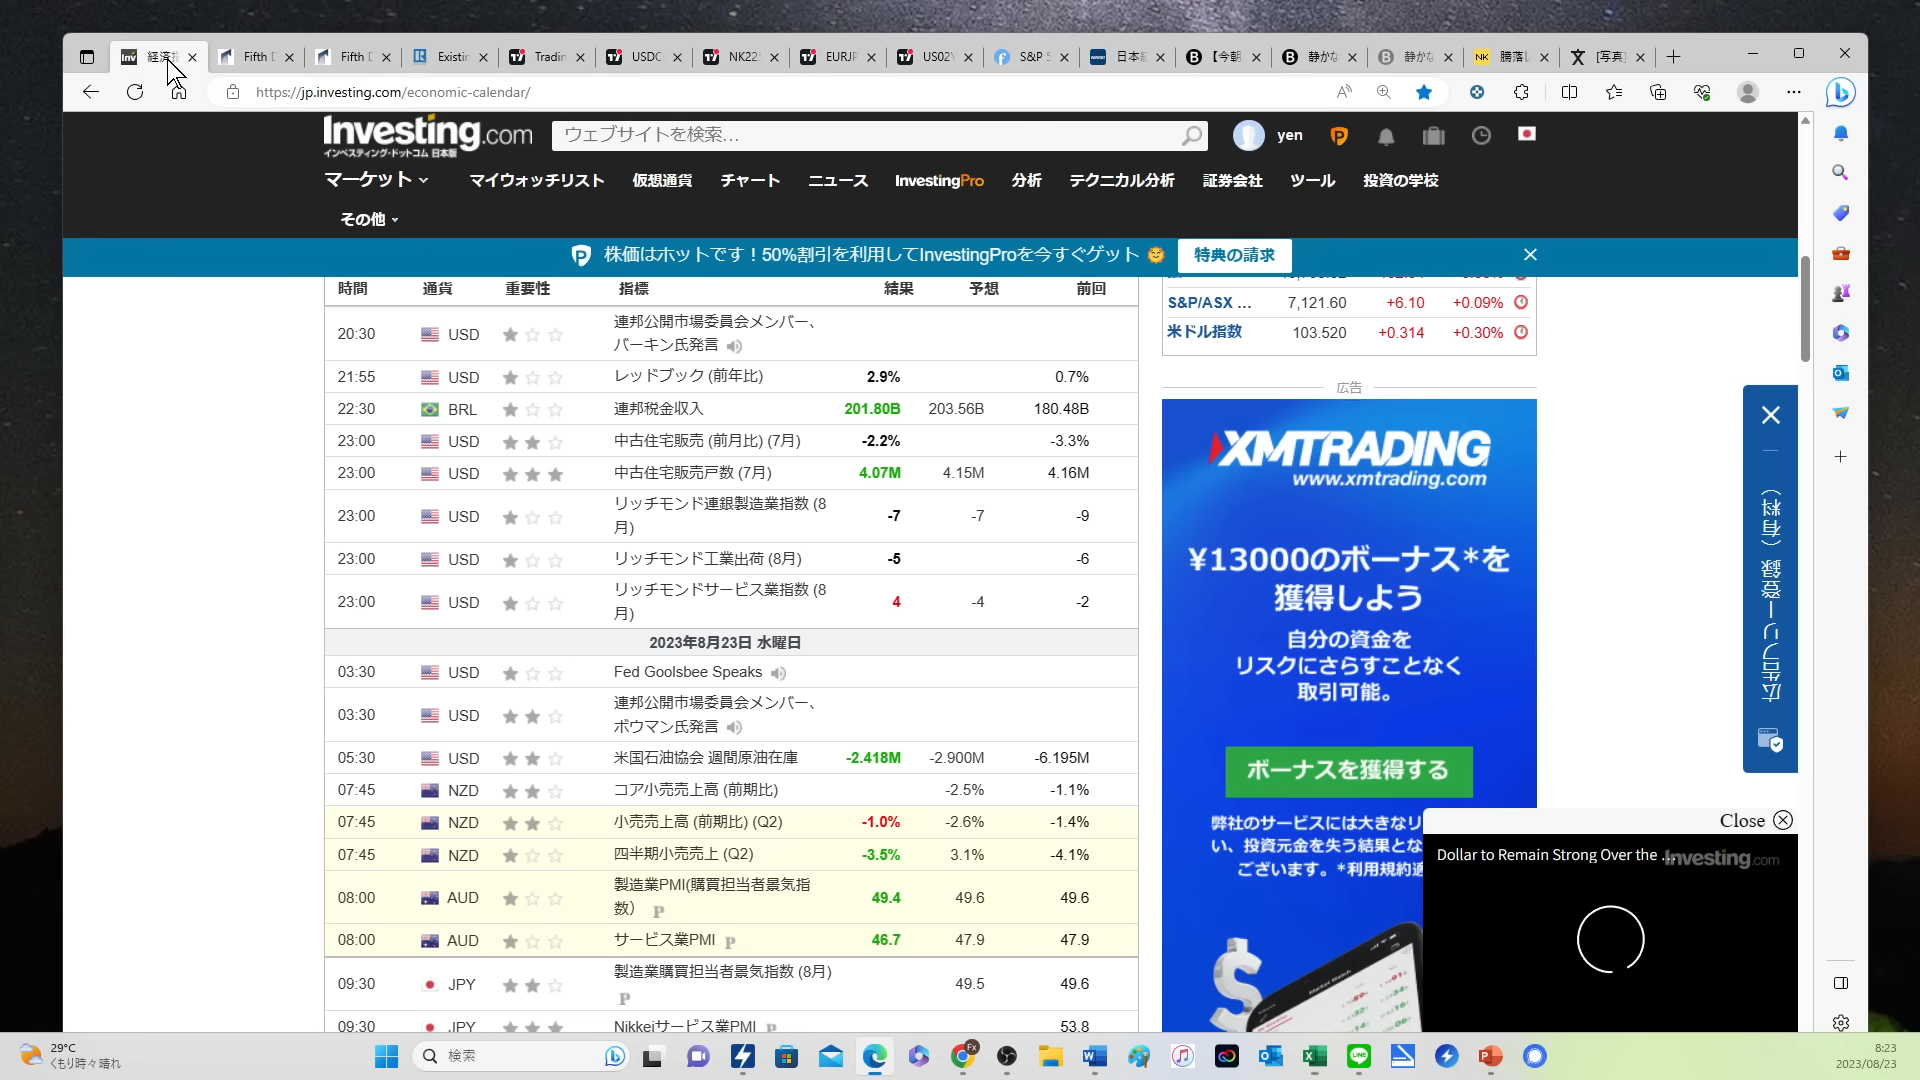 経済指
Fifth D
Fifth D
Existin
Tradin
USDC
NK225
EURJP
US02Y
S&P 5
日本経
【今朝
静かな
静かな
勝落レ
[写真]
https://jp.investing.com/economic-calendar/
Investing.com
インベスティング・ドットコム 日本版
ウェブサイトを検索...
yen
マーケット
マイウォッチリスト
仮想通貨
チャート
ニュース
InvestingPro
分析
テクニカル分析
証券会社
ツール
投資の学校
その他
株価はホットです！50%割引を利用してInvestingProを今すぐゲット
特典の請求
時間 通貨 重要性 指標 結果 予想 前回
20:30 USD 連邦公開市場委員会メンバー、
バーキン氏発言
21:55 USD レッドブック (前年比) 2.9% 0.7%
22:30 BRL 連邦税金収入 201.80B 203.56B 180.48B
23:00 USD 中古住宅販売 (前月比) (7月) -2.2% -3.3%
23:00 USD 中古住宅販売戸数 (7月) 4.07M 4.15M 4.16M
23:00 USD リッチモンド連銀製造業指数 (8
月) -7 -7 -9
23:00 USD リッチモンド工業出荷 (8月) -5 -6
23:00 USD リッチモンドサービス業指数 (8
月) 4 -4 -2
2023年8月23日 水曜日
03:30 USD Fed Goolsbee Speaks
03:30 USD 連邦公開市場委員会メンバー、
ボウマン氏発言
05:30 USD 米国石油協会 週間原油在庫 -2.418M -2.900M -6.195M
07:45 NZD コア小売売上高 (前期比) -2.5% -1.1%
07:45 NZD 小売売上高 (前期比) (Q2) -1.0% -2.6% -1.4%
07:45 NZD 四半期小売売上 (Q2) -3.5% 3.1% -4.1%
08:00 AUD 製造業PMI(購買担当者景気指
数） P 49.4 49.6 49.6
08:00 AUD サービス業PMI P 46.7 47.9 47.9
09:30 JPY 製造業購買担当者景気指数 (8月)
P 49.5 49.6
09:30 JPY Nikkeiサービス業PMI P 53.8
S&P/ASX ... 7,121.60 +6.10 +0.09%
米ドル指数 103.520 +0.314 +0.30%
広告
XMTRADING
www.xmtrading.com
¥13000のボーナス*を
獲得しよう
自分の資金を
リスクにさらすことなく
取引可能。
ボーナスを獲得する
弊社のサービスには大きなリ
い、投資元金を失う結果とな
ございます。*利用規約適
広告フリー登録（有料）
Close
Dollar to Remain Strong Over the ...
Investing.com
29°C
くもり時々晴れ
検索
8:23
2023/08/23